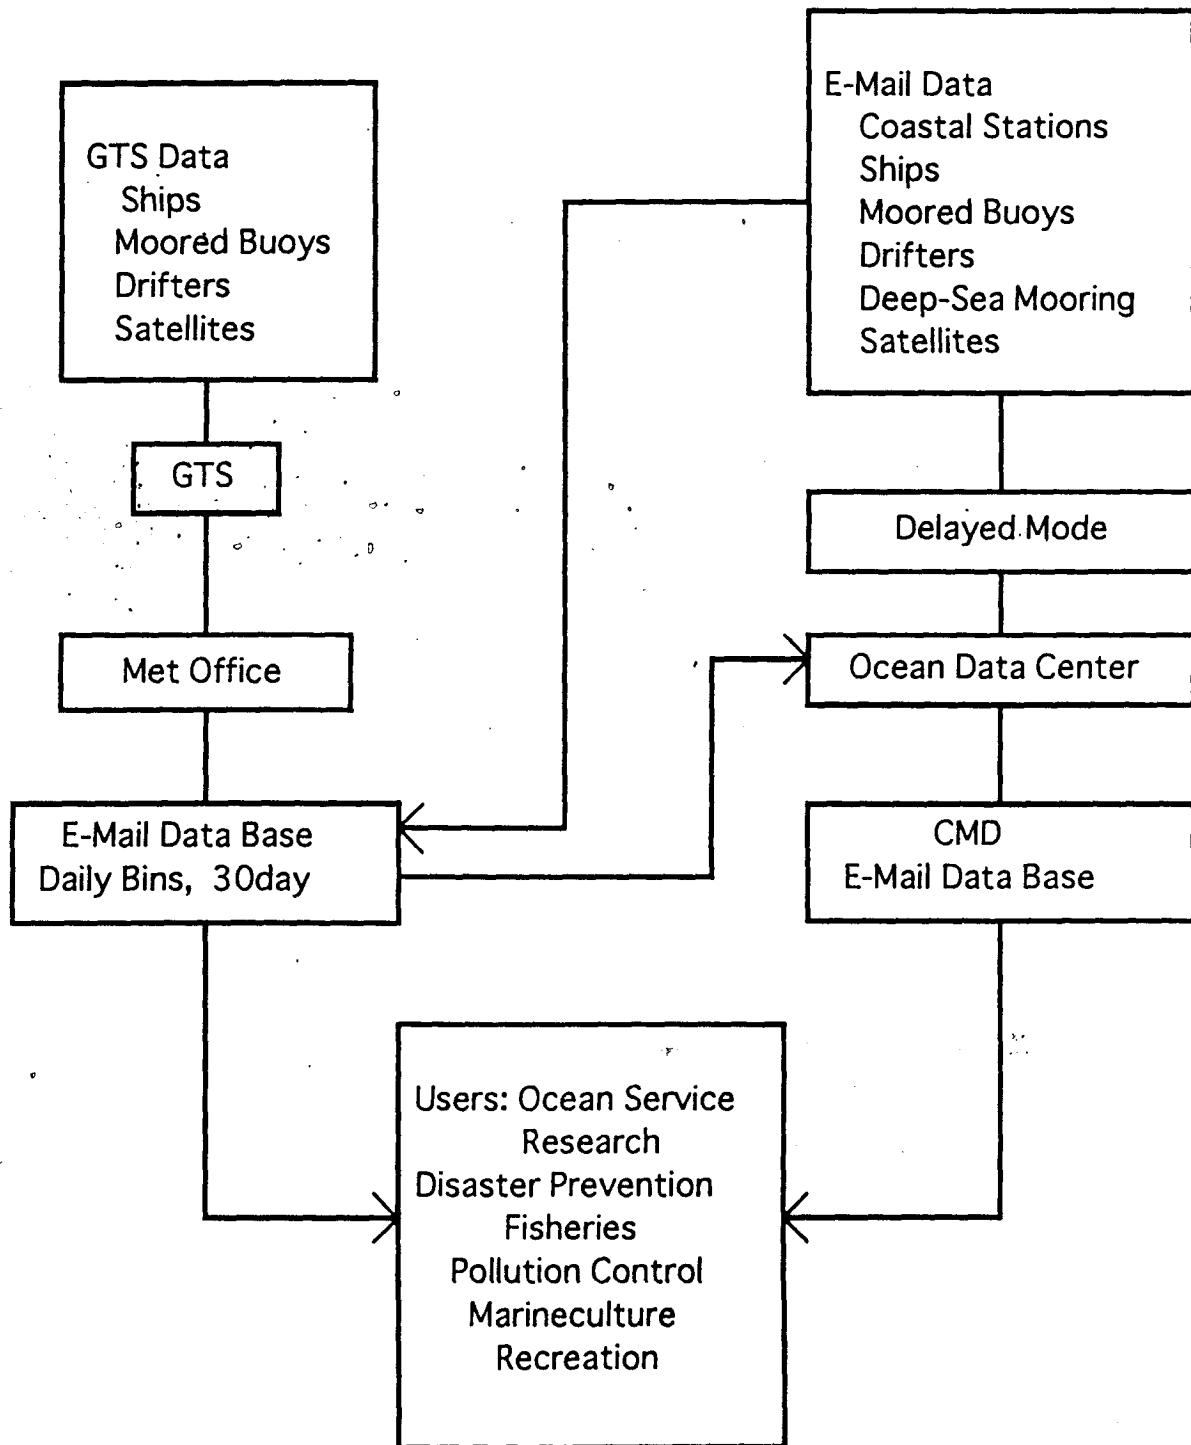 GTS Data
Ships
Moored Buoys
Drifters
Satellites
GTS
Met Office
E-Mail Data Base
Daily Bins, 30day
E-Mail Data
Coastal Stations
Ships
Moored Buoys
Drifters
Deep-Sea Mooring
Satellites
Delayed Mode
Ocean Data Center
CMD
E-Mail Data Base
Users: Ocean Service
Research
Disaster Prevention
Fisheries
Pollution Control
Marineculture
Recreation